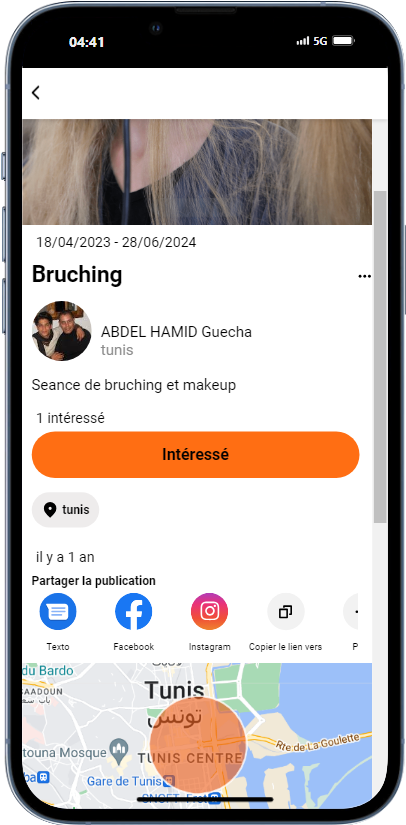 04:41
5G
18/04/2023 - 28/06/2024
Bruching
ABDEL HAMID Guecha
tunis
Seance de bruching et makeup
1 intéressé
Intéressé
tunis
il y a 1 an
Partager la publication
Texto
Facebook
Instagram
Copier le lien vers
P
du Bardo
Tunis
تونس
touna Mosque
TUNIS CENTRE
Rte de La Goulette
Gare de Tunis